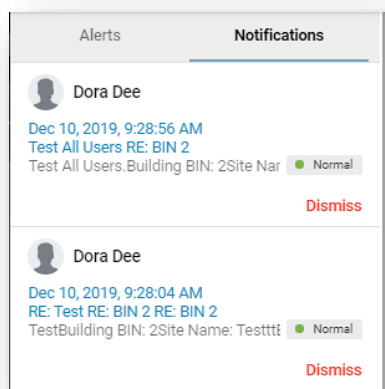 Alerts Notifications
Dora Dee
Dec 10, 2019, 9:28:56 AM
Test All Users RE: BIN 2
Test All Users.Building BIN: 2Site Nar Normal
Dismiss
Dora Dee
Dec 10, 2019, 9:28:04 AM
RE: Test RE: BIN 2 RE: BIN 2
TestBuilding BIN: 2Site Name: TestttE Normal
Dismiss